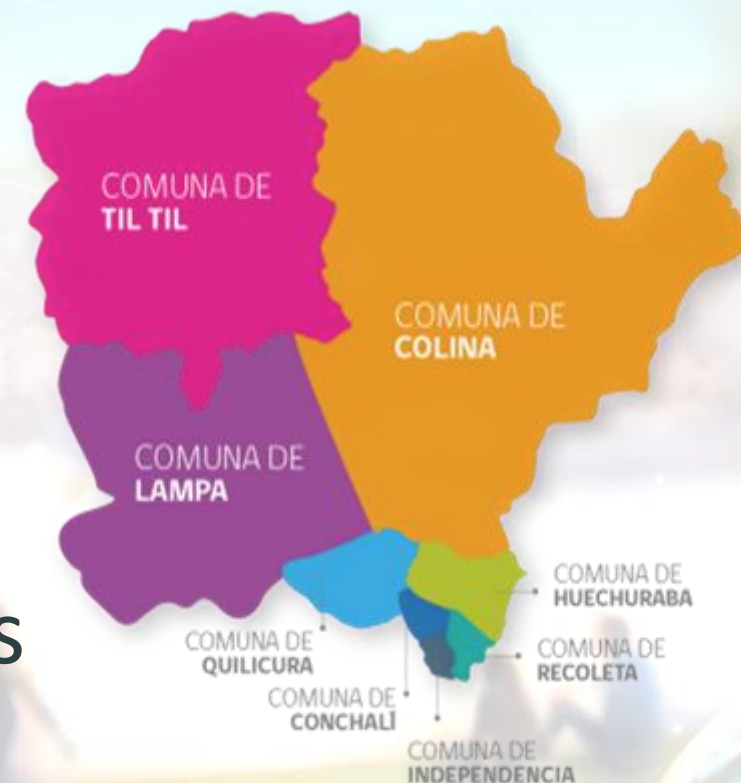 COMUNA DE
TIL TIL
COMUNA DE
COLINA
COMUNA DE
LAMPA
COMUNA DE
HUECHURABA
S
COMUNA DE
QUILICURA
COMUNA DE
RECOLETA
COMUNA DE
CONCHALÍ
COMUNA DE
INDEPENDENCIA